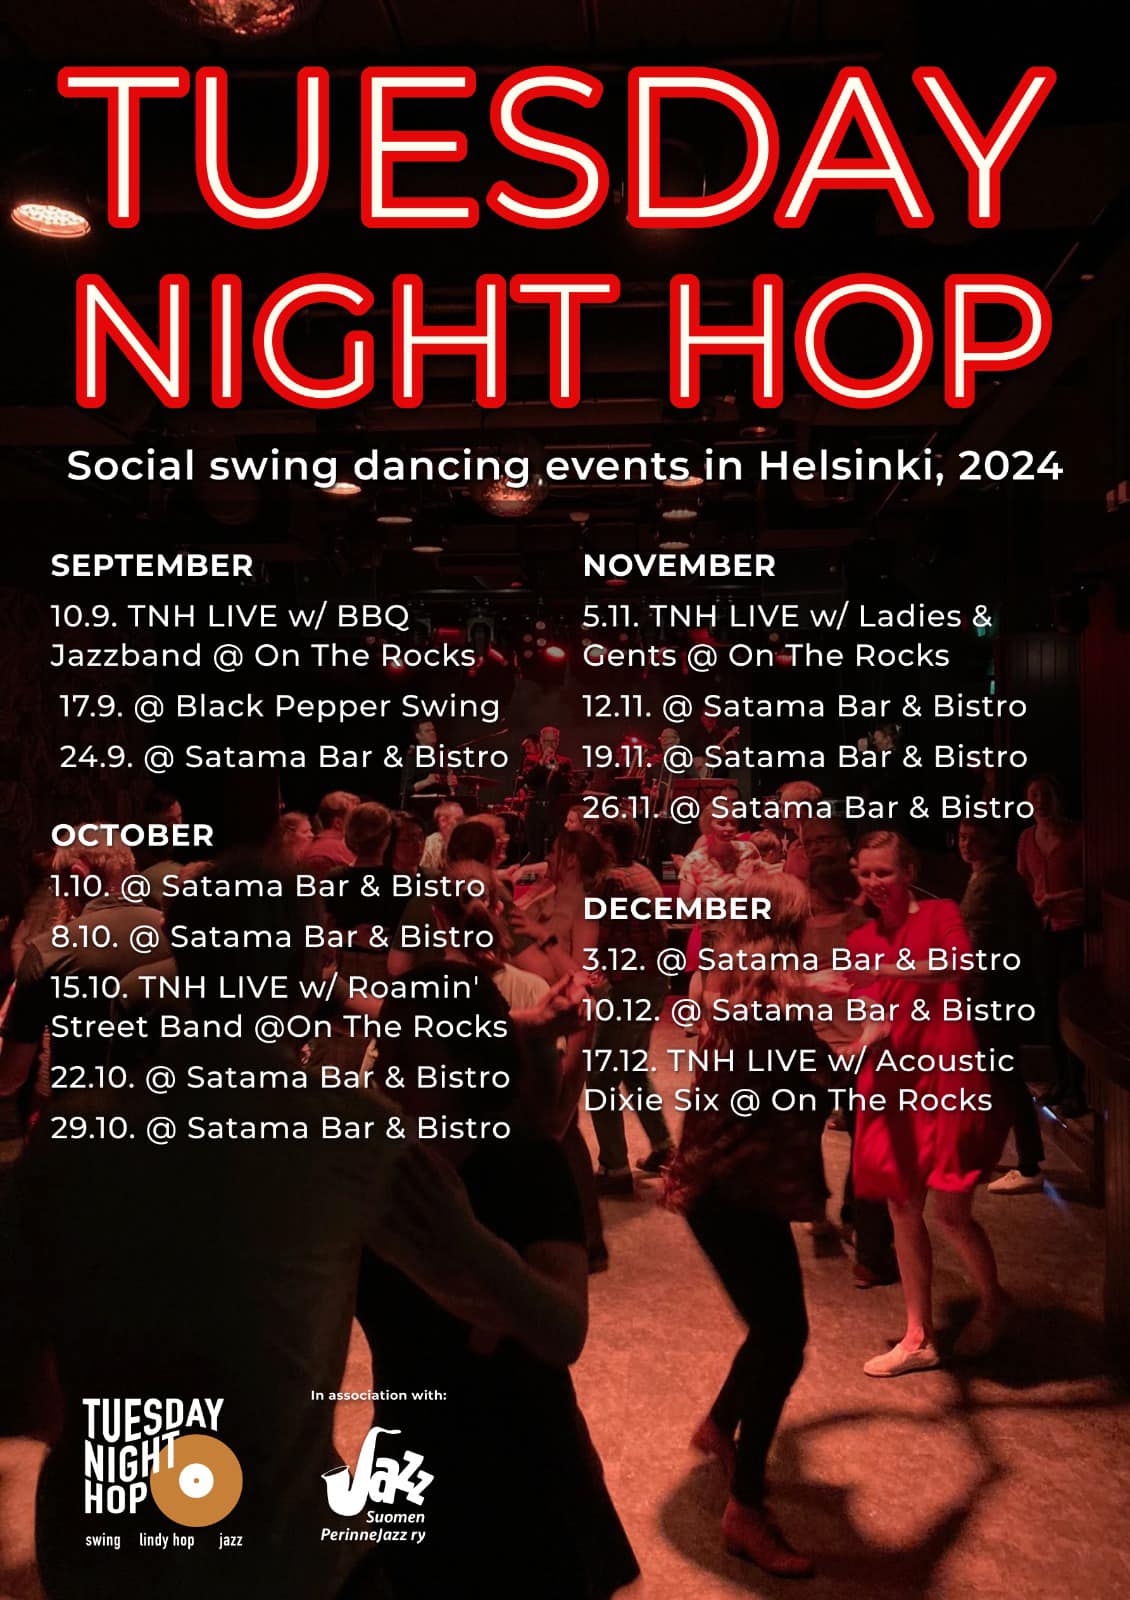 TUESDAY
NIGHT HOP
Social swing dancing events in Helsinki, 2024
SEPTEMBER
10.9. TNH LIVE w/ BBQ
Jazzband @ On The Rocks
17.9. @ Black Pepper Swing
24.9. @ Satama Bar & Bistro
OCTOBER
1.10. @ Satama Bar & Bistro
8.10. @ Satama Bar & Bistro
15.10. TNH LIVE w/ Roamin'
Street Band @On The Rocks
22.10. @ Satama Bar & Bistro
29.10. @ Satama Bar & Bistro
NOVEMBER
5.11. TNH LIVE w/ Ladies &
Gents @ On The Rocks
12.11. @ Satama Bar & Bistro
19.11. @ Satama Bar & Bistro
26.11. @ Satama Bar & Bistro
DECEMBER
3.12. @ Satama Bar & Bistro
10.12. @ Satama Bar & Bistro
17.12. TNH LIVE w/ Acoustic
Dixie Six @ On The Rocks
TUESDAY
NIGHT
HOP
swing lindy hop jazz
In association with:
Jazz
Suomen
PerinneJazz ry